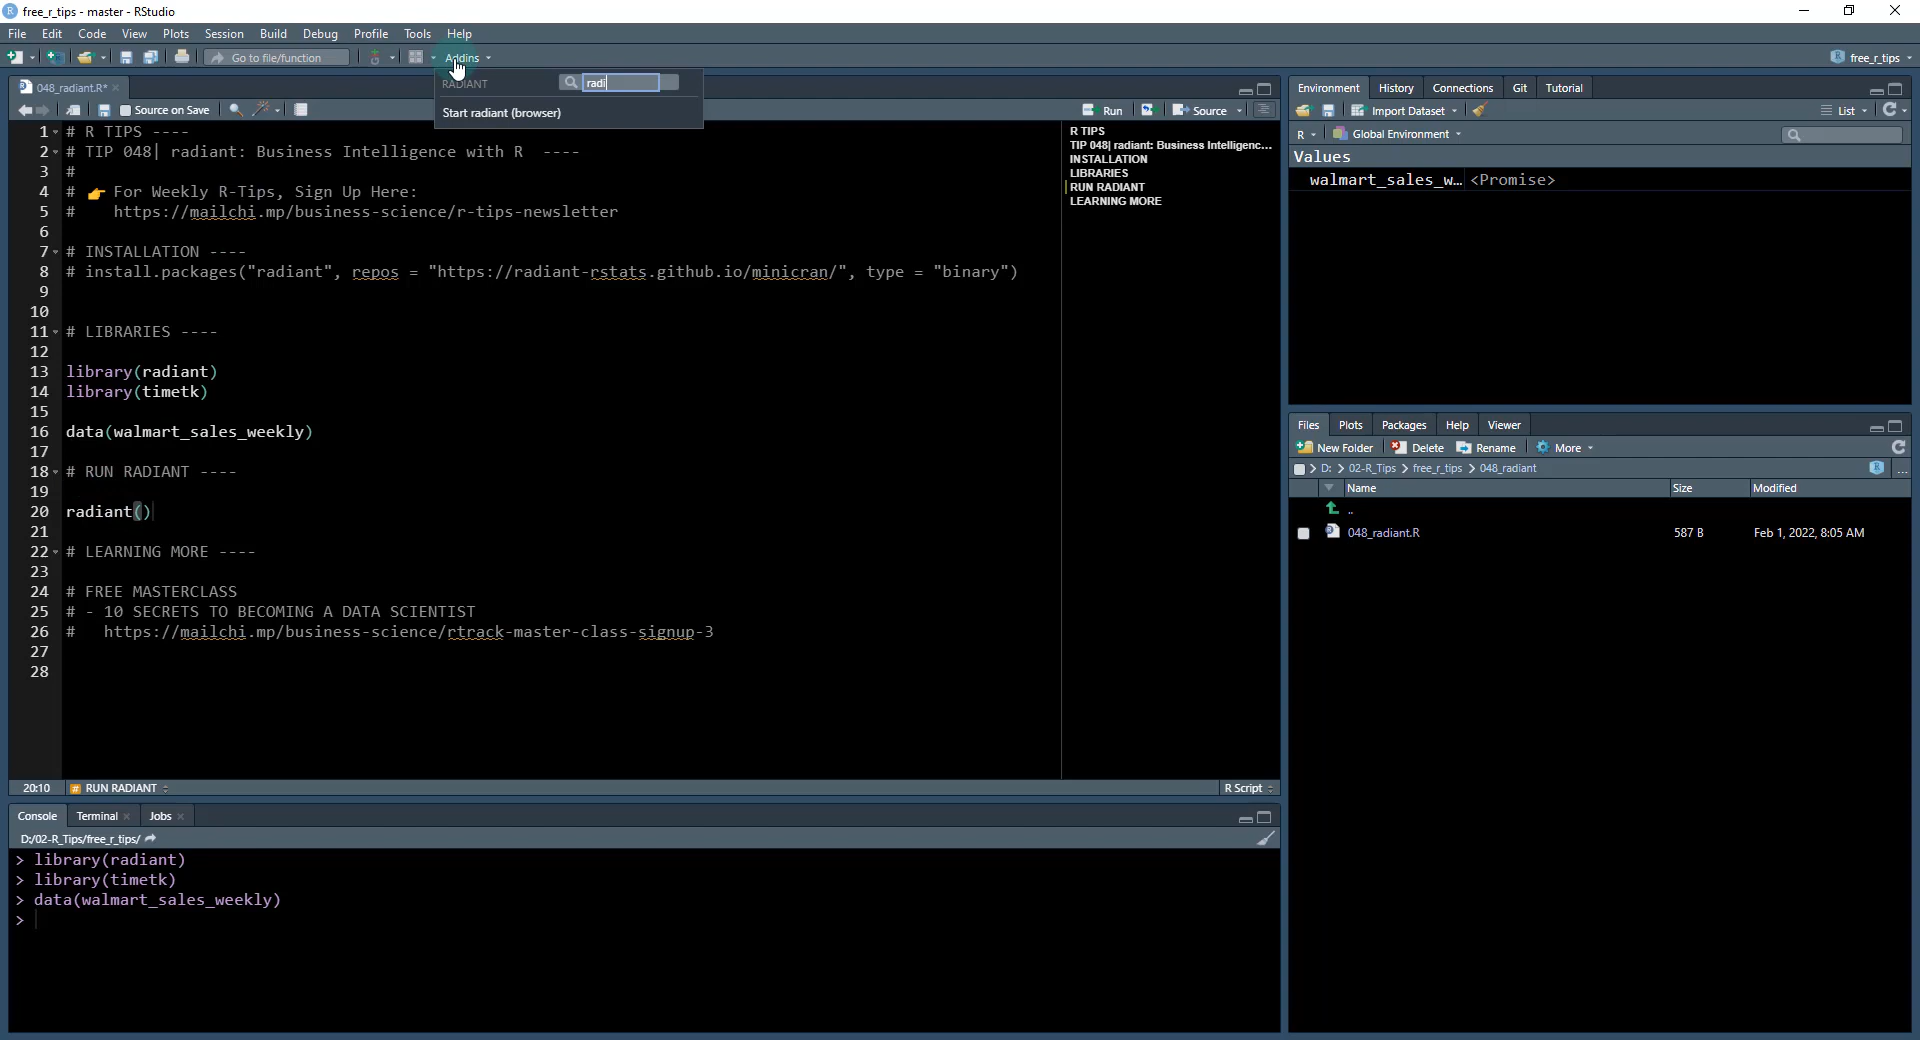 free_r_tips - master - RStudio
File Edit Code View Plots Session Build Debug Profile Tools Help
Go to file/function Addins free_r_tips
RADIANT radi
Start radiant (browser)
048_radiant.R*
Source on Save Run Source
1 # R TIPS ----
2 # TIP 048| radiant: Business Intelligence with R ----
3 #
4 # 👉 For Weekly R-Tips, Sign Up Here:
5 # https://mailchi.mp/business-science/r-tips-newsletter
6
7 # INSTALLATION ----
8 # install.packages("radiant", repos = "https://radiant-rstats.github.io/minicran/", type = "binary")
9
10
11 # LIBRARIES ----
12
13 library(radiant)
14 library(timetk)
15
16 data(walmart_sales_weekly)
17
18 # RUN RADIANT ----
19
20 radiant()
21
22 # LEARNING MORE ----
23
24 # FREE MASTERCLASS
25 # - 10 SECRETS TO BECOMING A DATA SCIENTIST
26 # https://mailchi.mp/business-science/rtrack-master-class-signup-3
27
28
R TIPS
TIP 048| radiant: Business Intelligenc...
INSTALLATION
LIBRARIES
RUN RADIANT
LEARNING MORE
20:10 RUN RADIANT R Script
Console Terminal Jobs
D:/02-R_Tips/free_r_tips/
> library(radiant)
> library(timetk)
> data(walmart_sales_weekly)
>
Environment History Connections Git Tutorial
Import Dataset List
R Global Environment
Values
walmart_sales_w... <Promise>
Files Plots Packages Help Viewer
New Folder Delete Rename More
D: > 02-R_Tips > free_r_tips > 048_radiant ...
Name Size Modified
..
048_radiant.R 587 B Feb 1, 2022, 8:05 AM